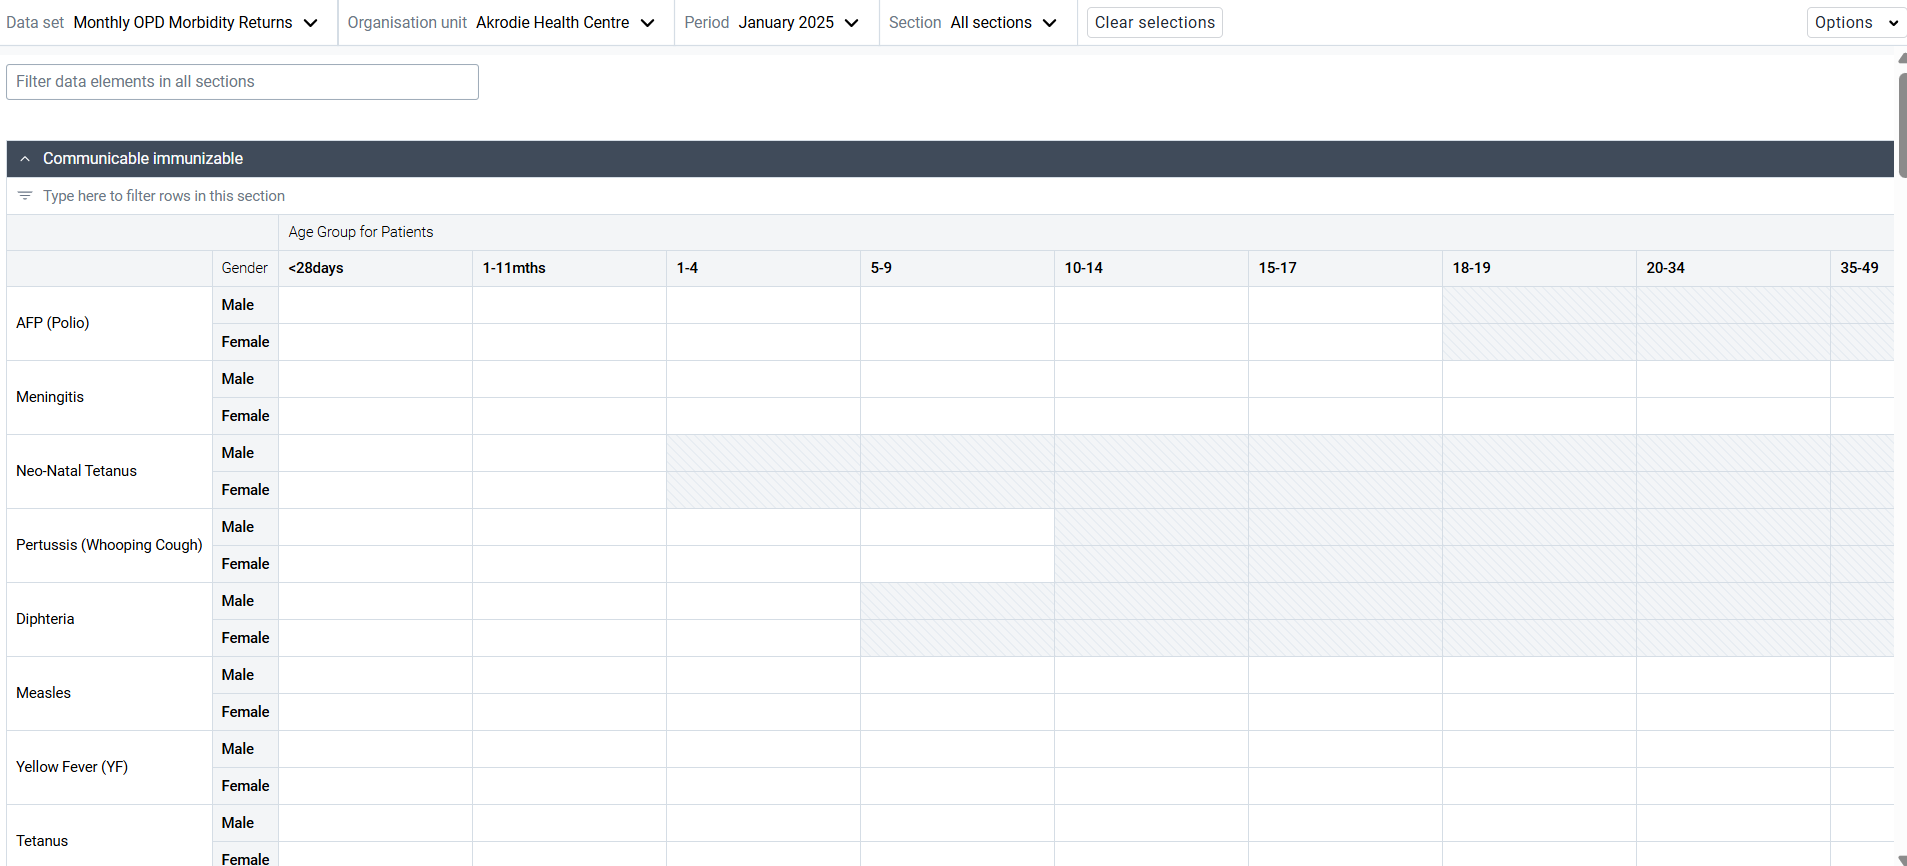 Data set Monthly OPD Morbidity Returns Organisation unit Akrodie Health Centre Period January 2025 Section All sections Clear selections Options
Filter data elements in all sections
Communicable immunizable
Type here to filter rows in this section
Age Group for Patients
Gender <28days 1-11mths 1-4 5-9 10-14 15-17 18-19 20-34 35-49
AFP (Polio)
Male
Female
Meningitis
Male
Female
Neo-Natal Tetanus
Male
Female
Pertussis (Whooping Cough)
Male
Female
Diphteria
Male
Female
Measles
Male
Female
Yellow Fever (YF)
Male
Female
Tetanus
Male
Female